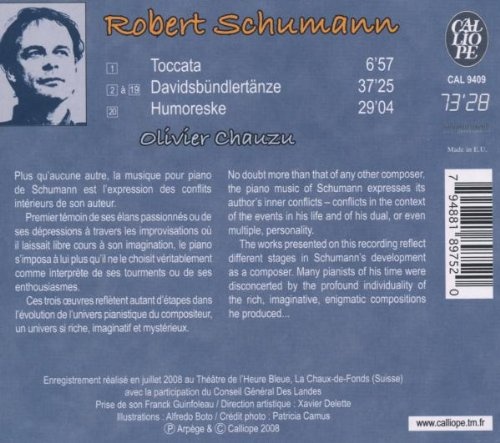 Robert Schumann
CALLIOPE
1 Toccata 6'57
2 à 19 Davidsbündlertänze 37'25
20 Humoreske 29'04
CAL 9409
73'28
Made in E.U.
Olivier Chauzu
Plus qu'aucune autre, la musique pour piano
de Schumann est l'expression des conflits
intérieurs de son auteur.
Premier témoin de ses élans passionnés ou de
ses dépressions à travers les improvisations où
il laissait libre cours à son imagination, le piano
s'imposa à lui plus qu'il ne le choisit véritablement
comme interprète de ses tourments ou de ses
enthousiasmes.
Ces trois œuvres reflètent autant d'étapes dans
l'évolution de l'univers pianistique du compositeur,
un univers si riche, imaginatif et mystérieux.
No doubt more than that of any other composer,
the piano music of Schumann expresses its
author's inner conflicts – conflicts in the context
of the events in his life and of his dual, or even
multiple, personality.
The works presented on this recording reflect
different stages in Schumann's development
as a composer. Many pianists of his time were
disconcerted by the profound individuality of
the rich, imaginative, enigmatic compositions
he produced...
7 94881 89752 0
Enregistrement réalisé en juillet 2008 au Théâtre de l'Heure Bleue, La Chaux-de-Fonds (Suisse)
avec la participation du Conseil Général Des Landes
Prise de son Franck Guinfoleau / Direction artistique : Xavier Delette
Illustrations : Alfredo Boto / Crédit photo : Patricia Camus
Ⓟ Arpège & Ⓒ Calliope 2008
www.calliope.tm.fr